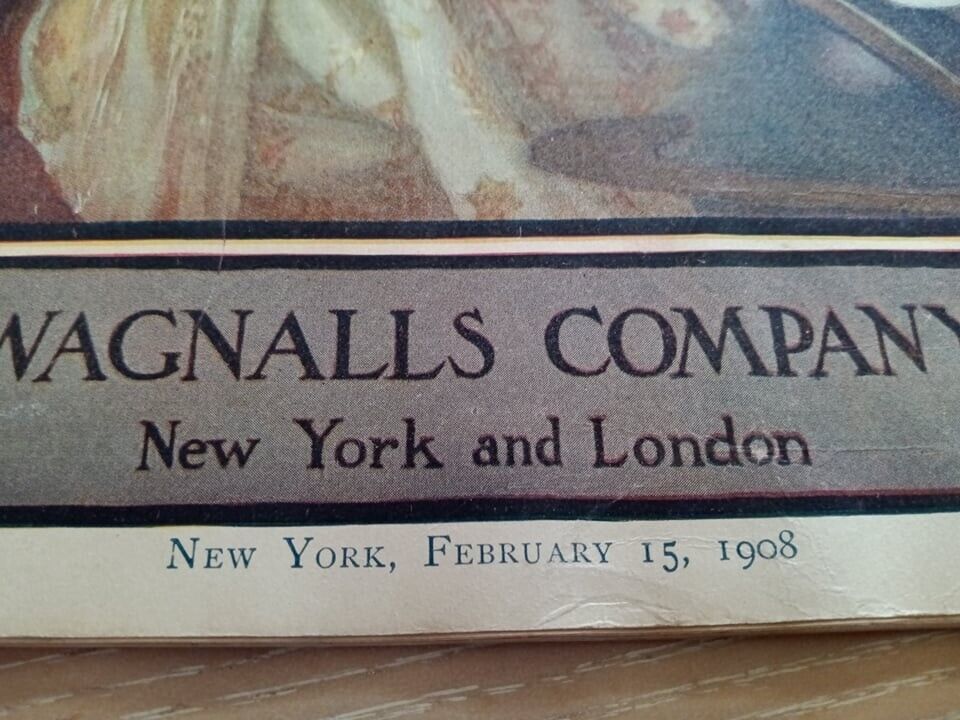 WAGNALLS COMPANY
New York and London
NEW YORK, FEBRUARY 15, 1908